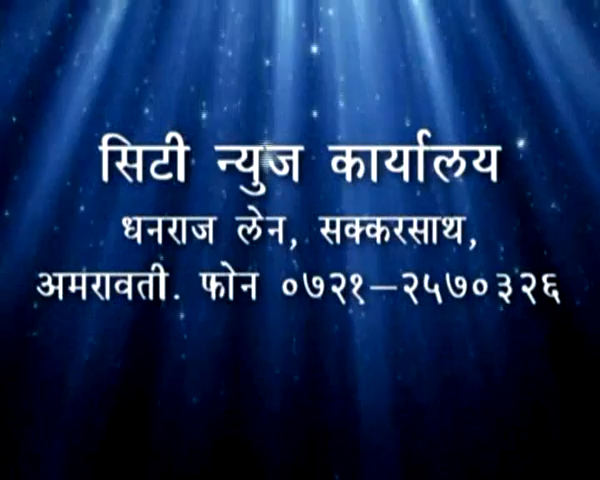 सिटी न्युज कार्यालय
धनराज लेन, सक्करसाथ,
अमरावती. फोन ०७२१–२५७०३२६